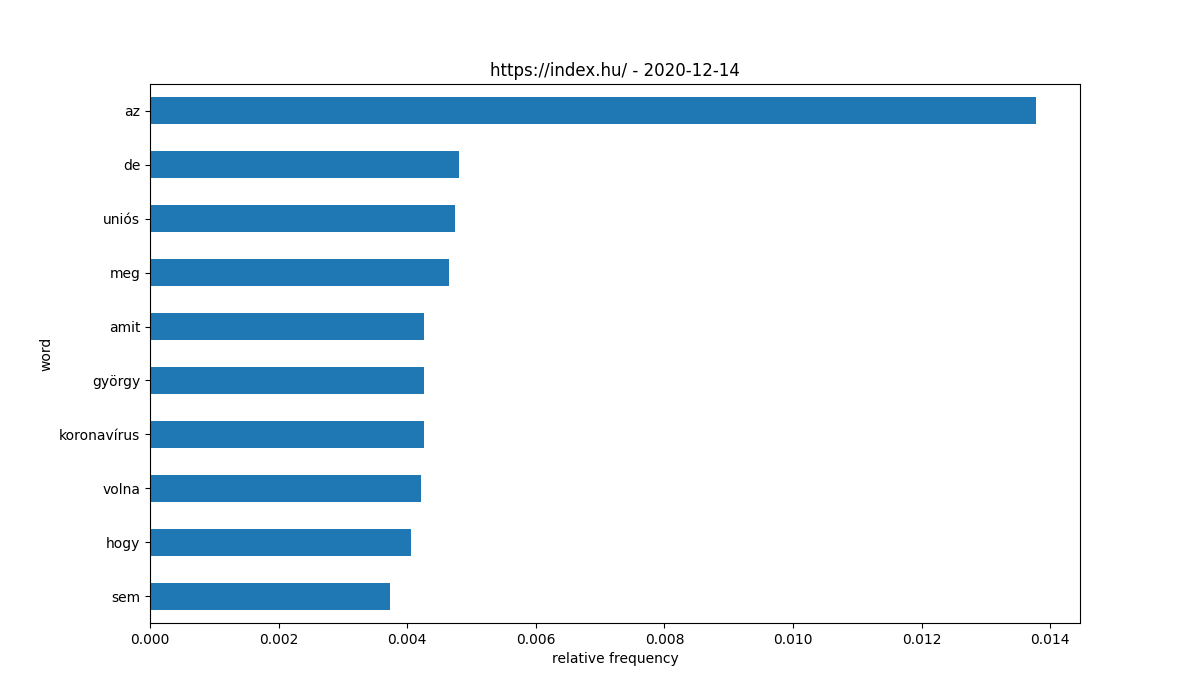 https://index.hu/ - 2020-12-14
az
de
uniós
meg
amit
györgy
koronavírus
volna
hogy
sem
word
0.000 0.002 0.004 0.006 0.008 0.010 0.012 0.014
relative frequency